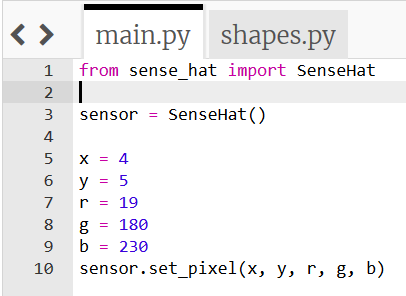 main.py shapes.py
1 from sense_hat import SenseHat
2
3 sensor = SenseHat()
4
5 x = 4
6 y = 5
7 r = 19
8 g = 180
9 b = 230
10 sensor.set_pixel(x, y, r, g, b)